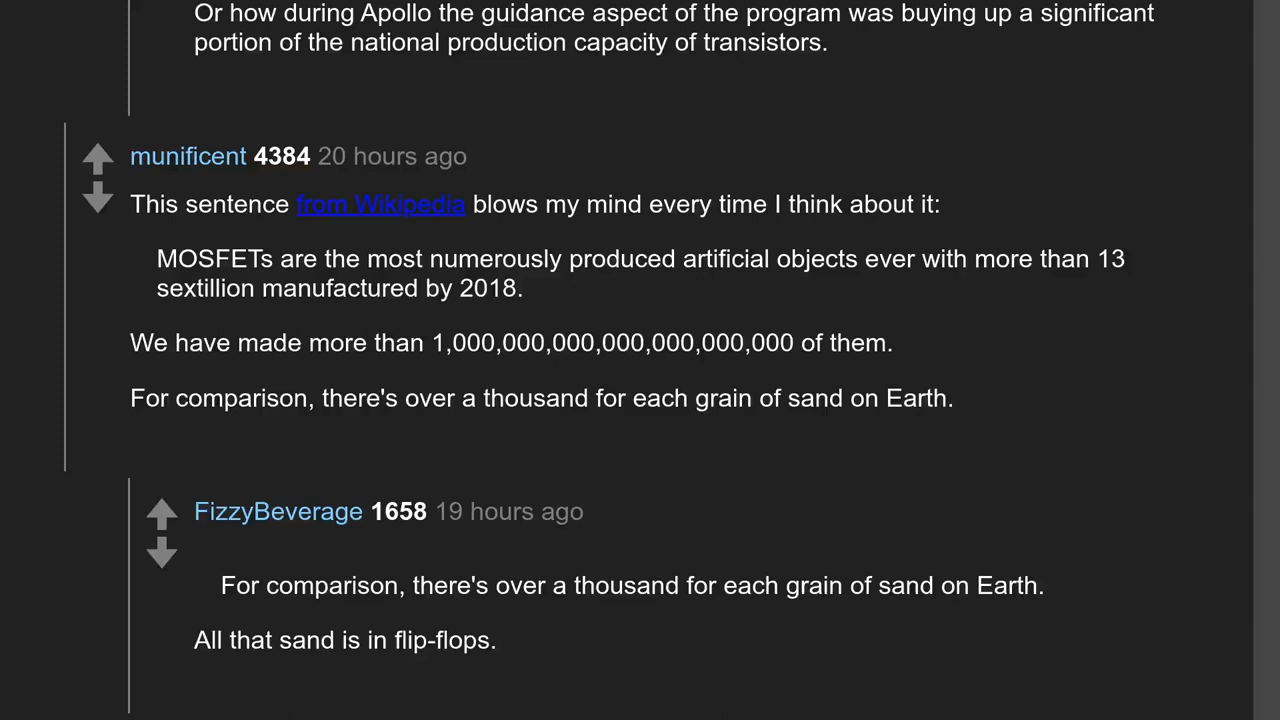 Or how during Apollo the guidance aspect of the program was buying up a significant
portion of the national production capacity of transistors.
munificent 4384 20 hours ago
This sentence from Wikipedia blows my mind every time I think about it:
MOSFETs are the most numerously produced artificial objects ever with more than 13
sextillion manufactured by 2018.
We have made more than 1,000,000,000,000,000,000,000 of them.
For comparison, there's over a thousand for each grain of sand on Earth.
FizzyBeverage 1658 19 hours ago
For comparison, there's over a thousand for each grain of sand on Earth.
All that sand is in flip-flops.